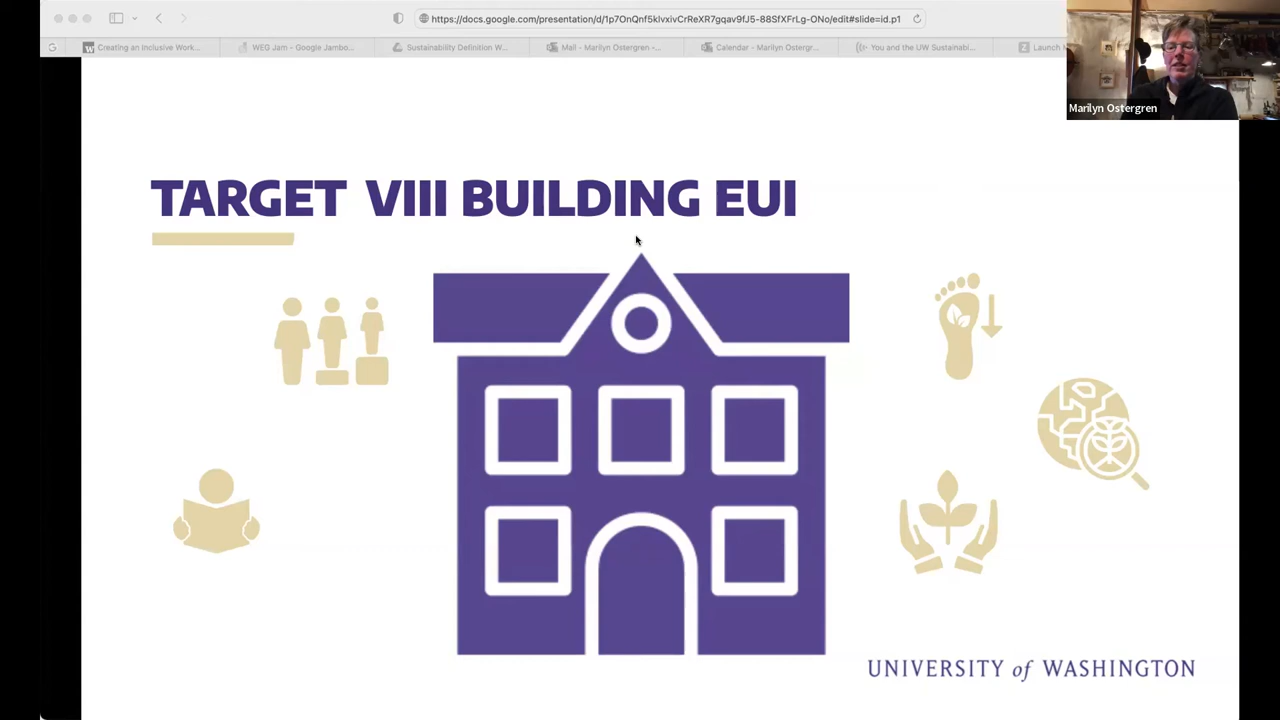 https://docs.google.com/presentation/d/1p7OnQnf5klvxivCrReXR7gqav9fJ5-88SfXFrLg-ONo/edit#slide=id.p1
Creating an Inclusive Work...
WEG Jam - Google Jambo...
Sustainability Definition W...
Mail - Marilyn Ostergren -...
Calendar - Marilyn Ostergr...
You and the UW Sustainabi...
Launch
Marilyn Ostergren
TARGET VIII BUILDING EUI
UNIVERSITY of WASHINGTON